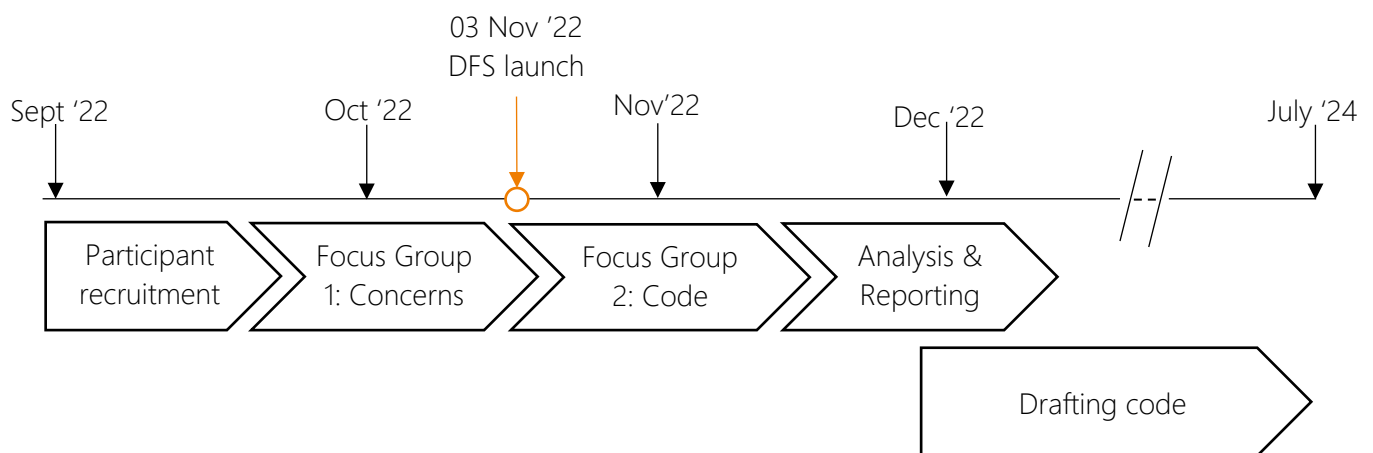 03 Nov ‘22
DFS launch
Sept ‘22
Oct ‘22
Nov’22
Dec ‘22
July ‘24
Participant
recruitment
Focus Group
1: Concerns
Focus Group
2: Code
Analysis &
Reporting
Drafting code